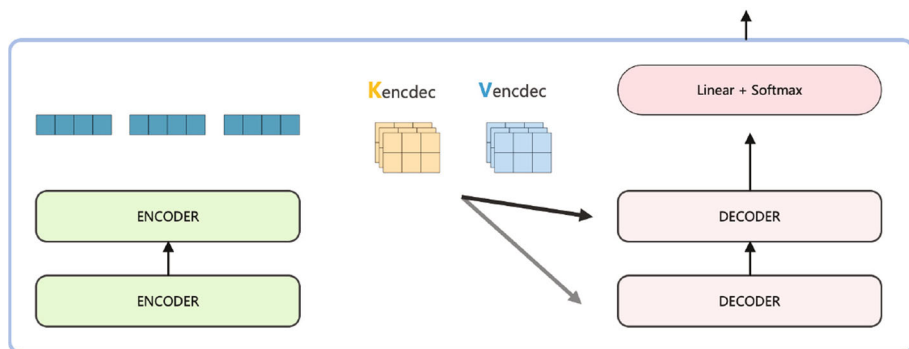 Linear + Softmax
Kencdec
Vencdec
ENCODER
DECODER
ENCODER
DECODER